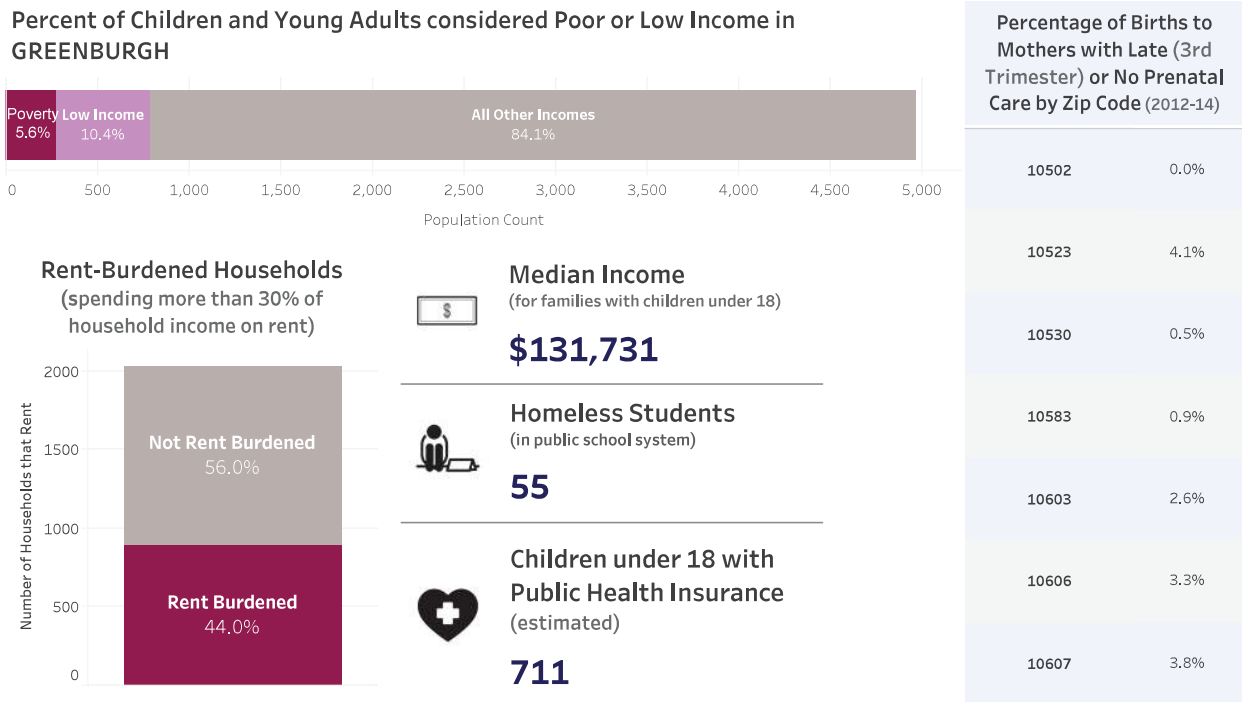 Percent of Children and Young Adults considered Poor or Low Income in
GREENBURGH
Poverty
5.6%
Low Income
10.4%
All Other Incomes
84.1%
0 500 1,000 1,500 2,000 2,500 3,000 3,500 4,000 4,500 5,000
Population Count
Rent-Burdened Households
(spending more than 30% of
household income on rent)
Number of Households that Rent
2000
1500
1000
500
0
Not Rent Burdened
56.0%
Rent Burdened
44.0%
$
Median Income
(for families with children under 18)
$131,731
Homeless Students
(in public school system)
55
Children under 18 with
Public Health Insurance
(estimated)
711
Percentage of Births to
Mothers with Late (3rd
Trimester) or No Prenatal
Care by Zip Code (2012-14)
10502 0.0%
10523 4.1%
10530 0.5%
10583 0.9%
10603 2.6%
10606 3.3%
10607 3.8%